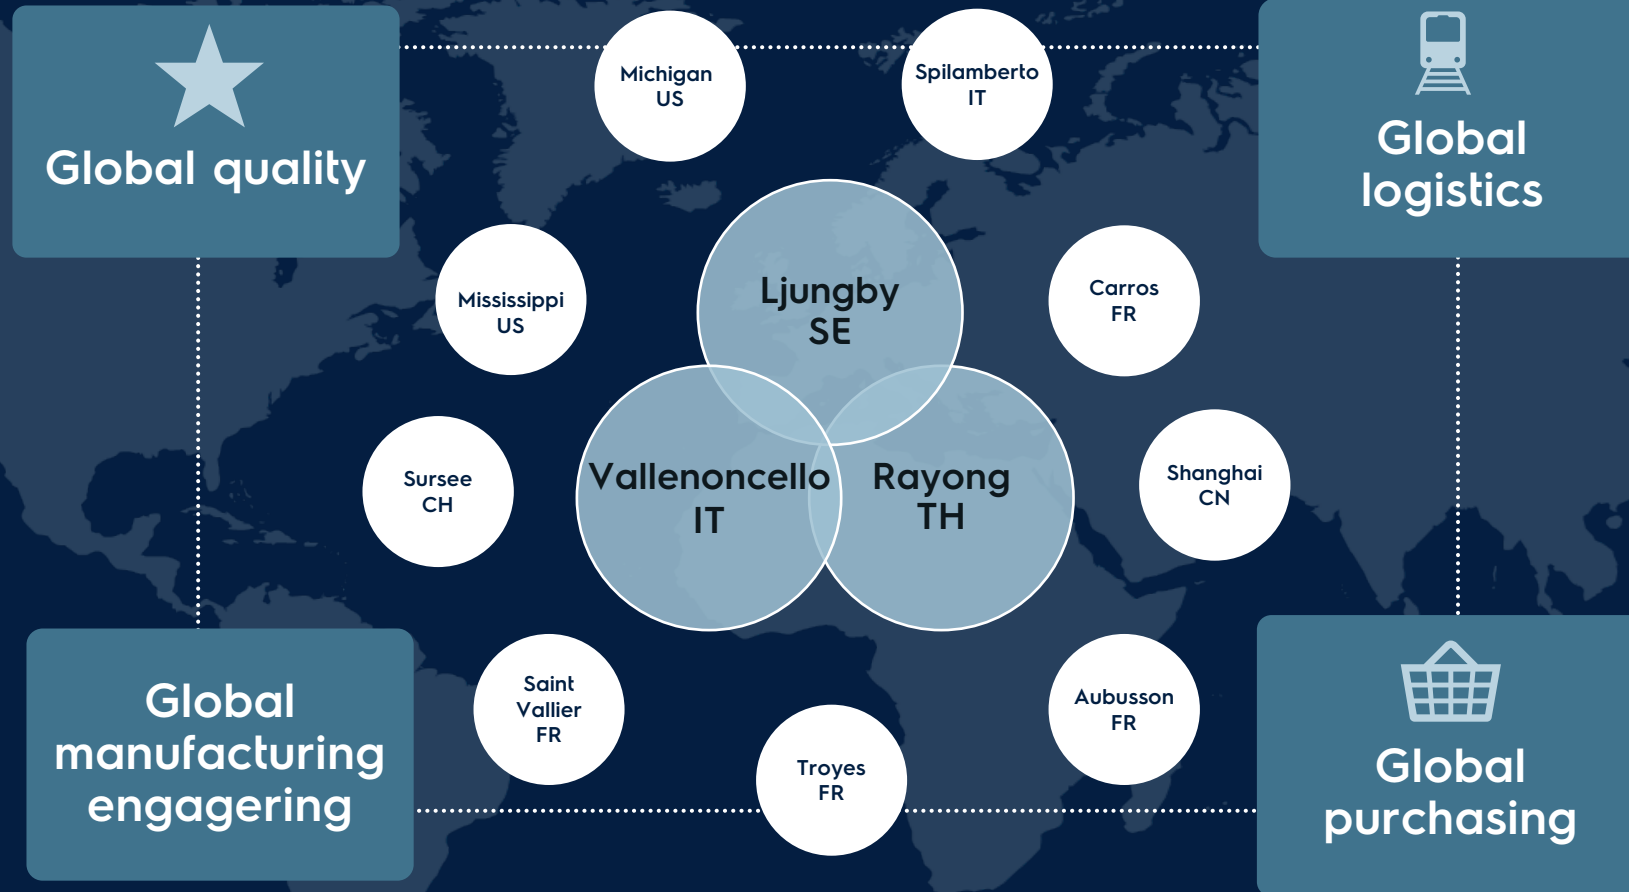 Global quality
Michigan
US
Spilamberto
IT
Global
logistics
Mississippi
US
Ljungby
SE
Carros
FR
Sursee
CH
Vallenoncello
IT
Rayong
TH
Shanghai
CN
Global
manufacturing
engagering
Saint
Vallier
FR
Troyes
FR
Aubusson
FR
Global
purchasing